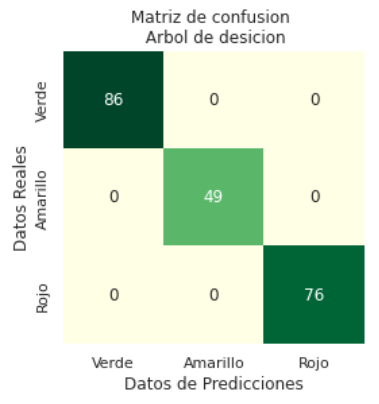 Matriz de confusion
Arbol de desicion
Datos Reales
Verde
86 0 0
Amarillo
0 49 0
Rojo
0 0 76
Verde Amarillo Rojo
Datos de Predicciones